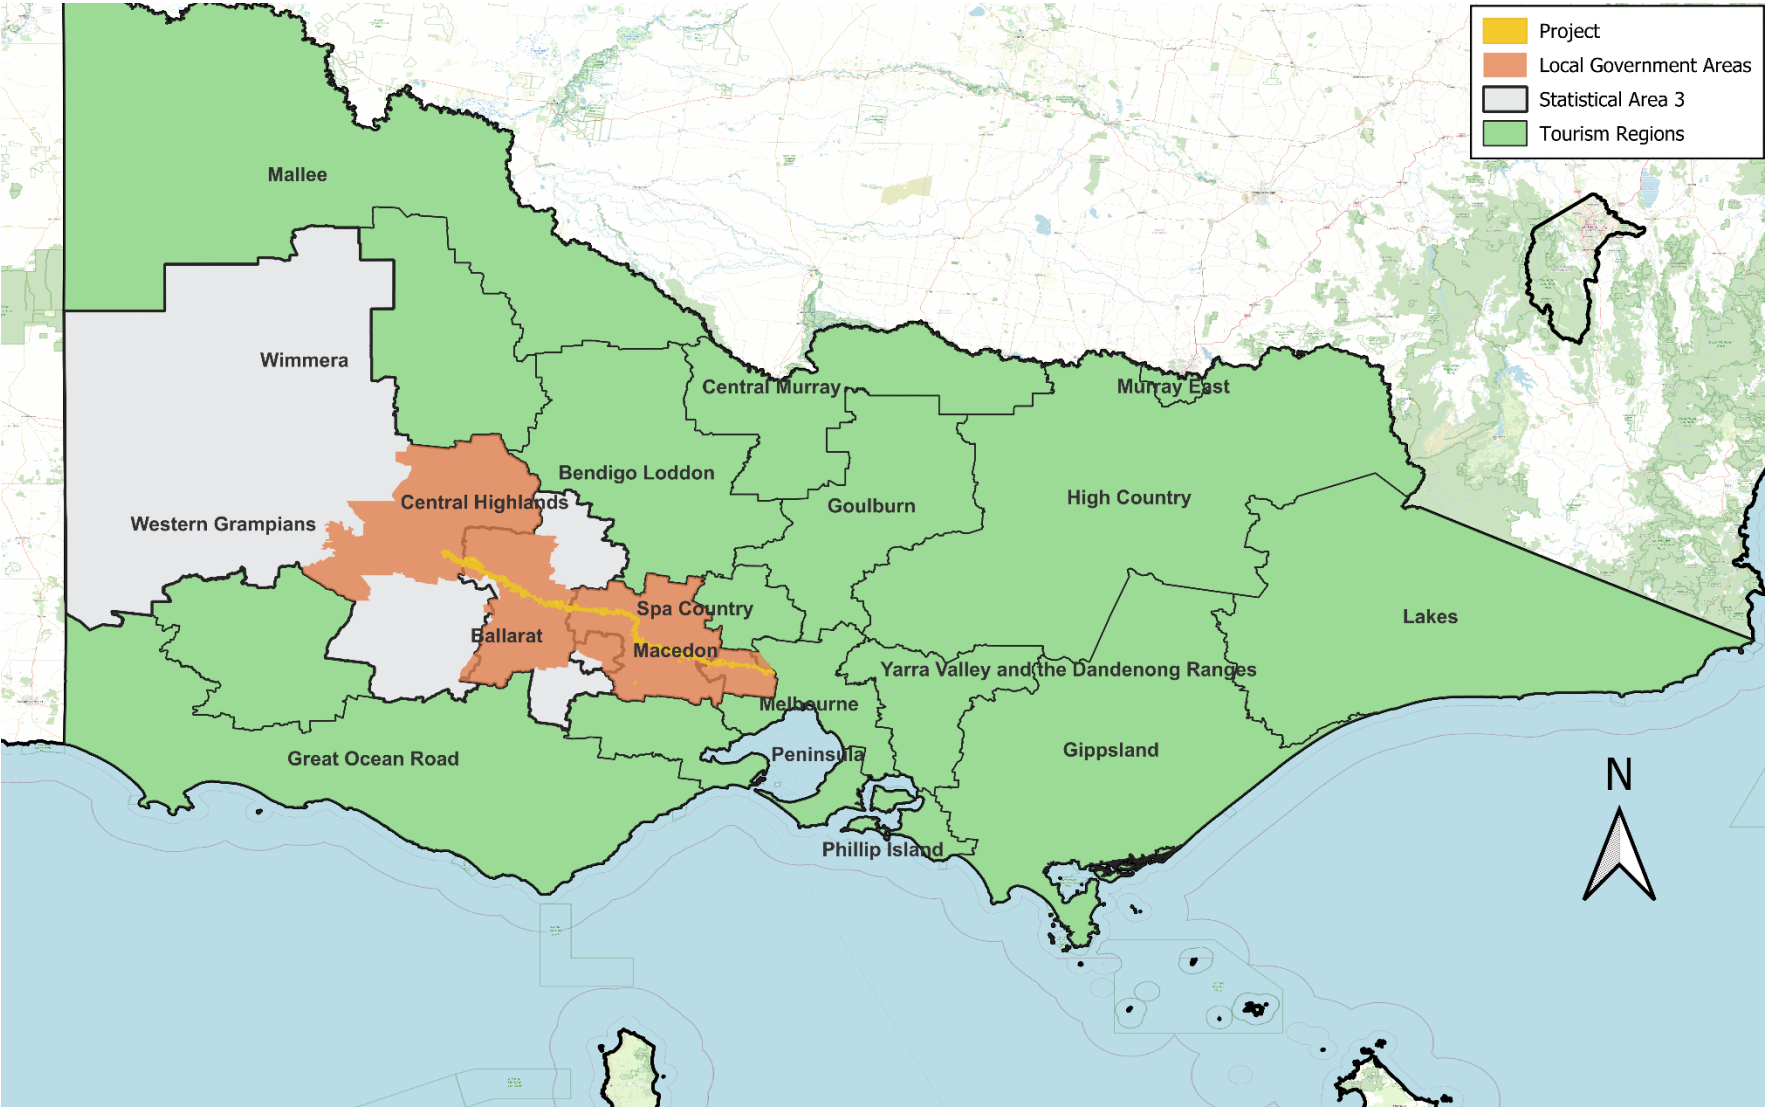 Project
Local Government Areas
Statistical Area 3
Tourism Regions
Mallee
Wimmera
Central Murray
Murray East
Bendigo Loddon
Central Highlands
Goulburn
High Country
Western Grampians
Spa Country
Lakes
Ballarat
Macedon
Yarra Valley and the Dandenong Ranges
Melbourne
Great Ocean Road
Peninsula
Gippsland
N
Phillip Island